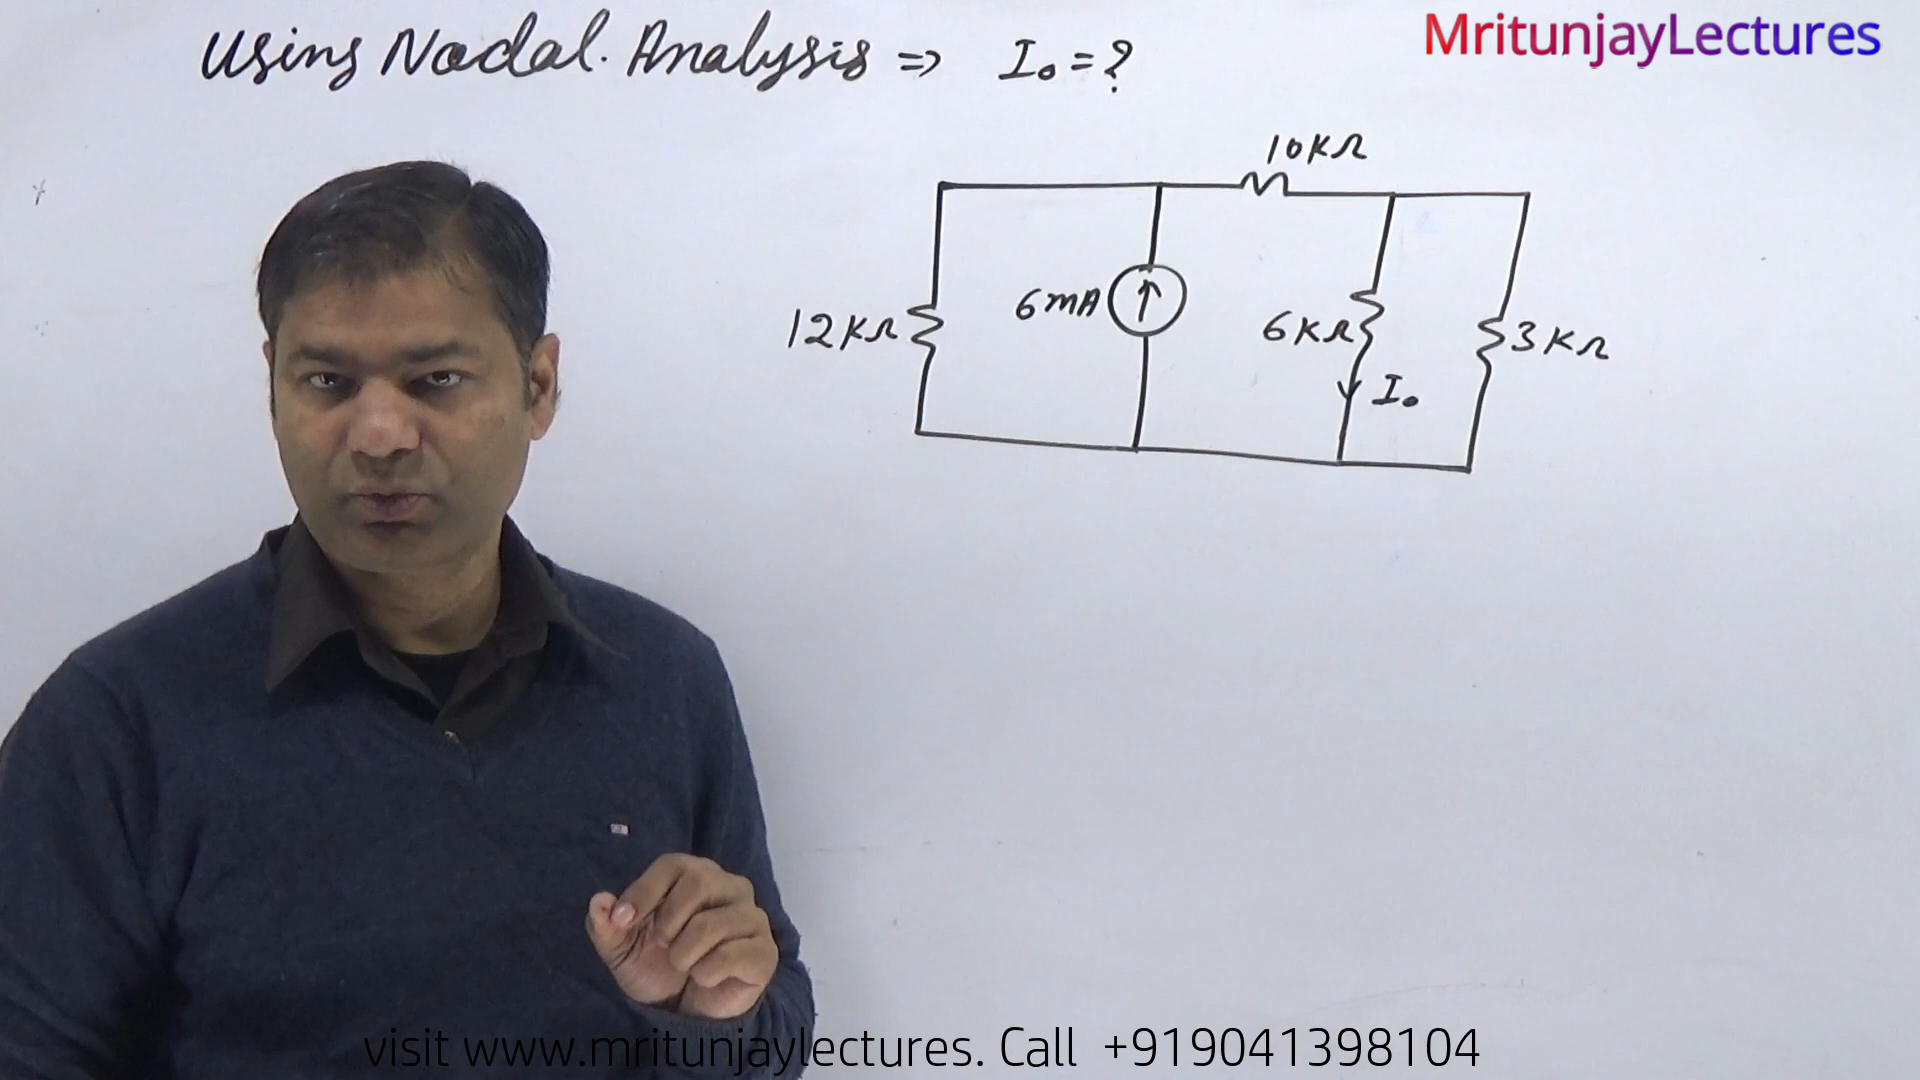 Using Nodal. Analysis ⇒ I₀ = ?
MritunjayLectures
10KΩ
12KΩ
6mA
6KΩ
3KΩ
I₀
visit www.mritunjaylectures. Call +919041398104